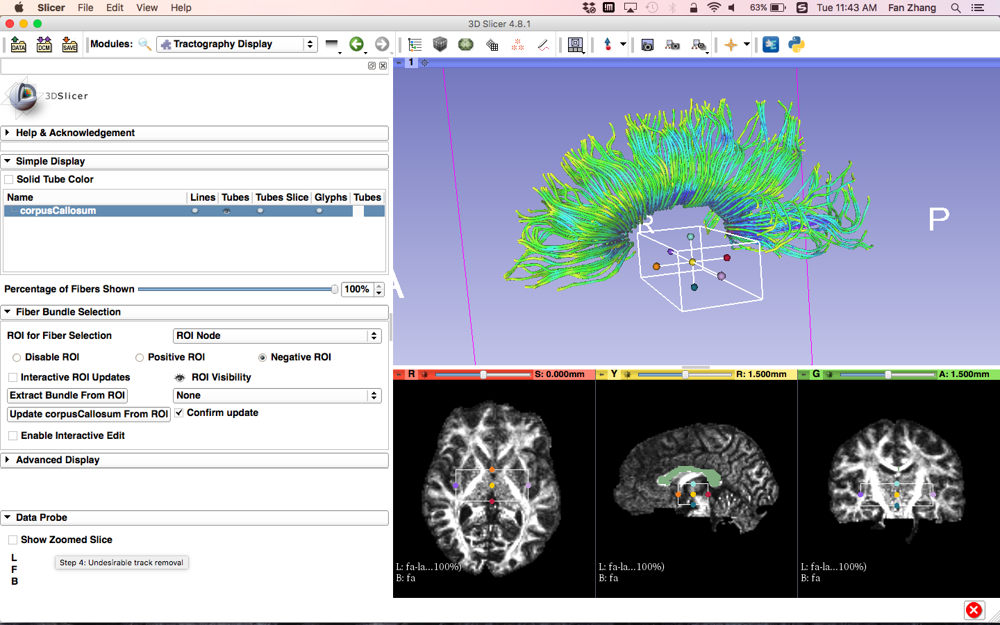 Slicer File Edit View Help 63% Tue 11:43 AM Fan Zhang
3D Slicer 4.8.1
DATA DCM SAVE Modules: Tractography Display
1
3DSlicer
Help & Acknowledgement
Simple Display
Solid Tube Color
Name Lines Tubes Tubes Slice Glyphs Tubes
corpusCallosum
Percentage of Fibers Shown 100%
Fiber Bundle Selection
ROI for Fiber Selection ROI Node
Disable ROI Positive ROI Negative ROI
Interactive ROI Updates ROI Visibility
Extract Bundle From ROI None
Update corpusCallosum From ROI Confirm update
Enable Interactive Edit
Advanced Display
Data Probe
Show Zoomed Slice
L
F
B
Step 4: Undesirable track removal
R
P
A
R S: 0.000mm
Y R: 1.500mm
G A: 1.500mm
L: fa-la...100%)
B: fa
L: fa-la...100%)
B: fa
L: fa-la...100%)
B: fa